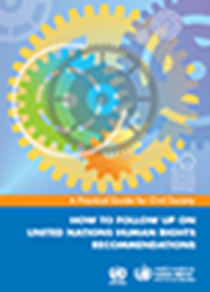 A Practical Guide for Civil Society
HOW TO FOLLOW UP ON
UNITED NATIONS HUMAN RIGHTS
RECOMMENDATIONS